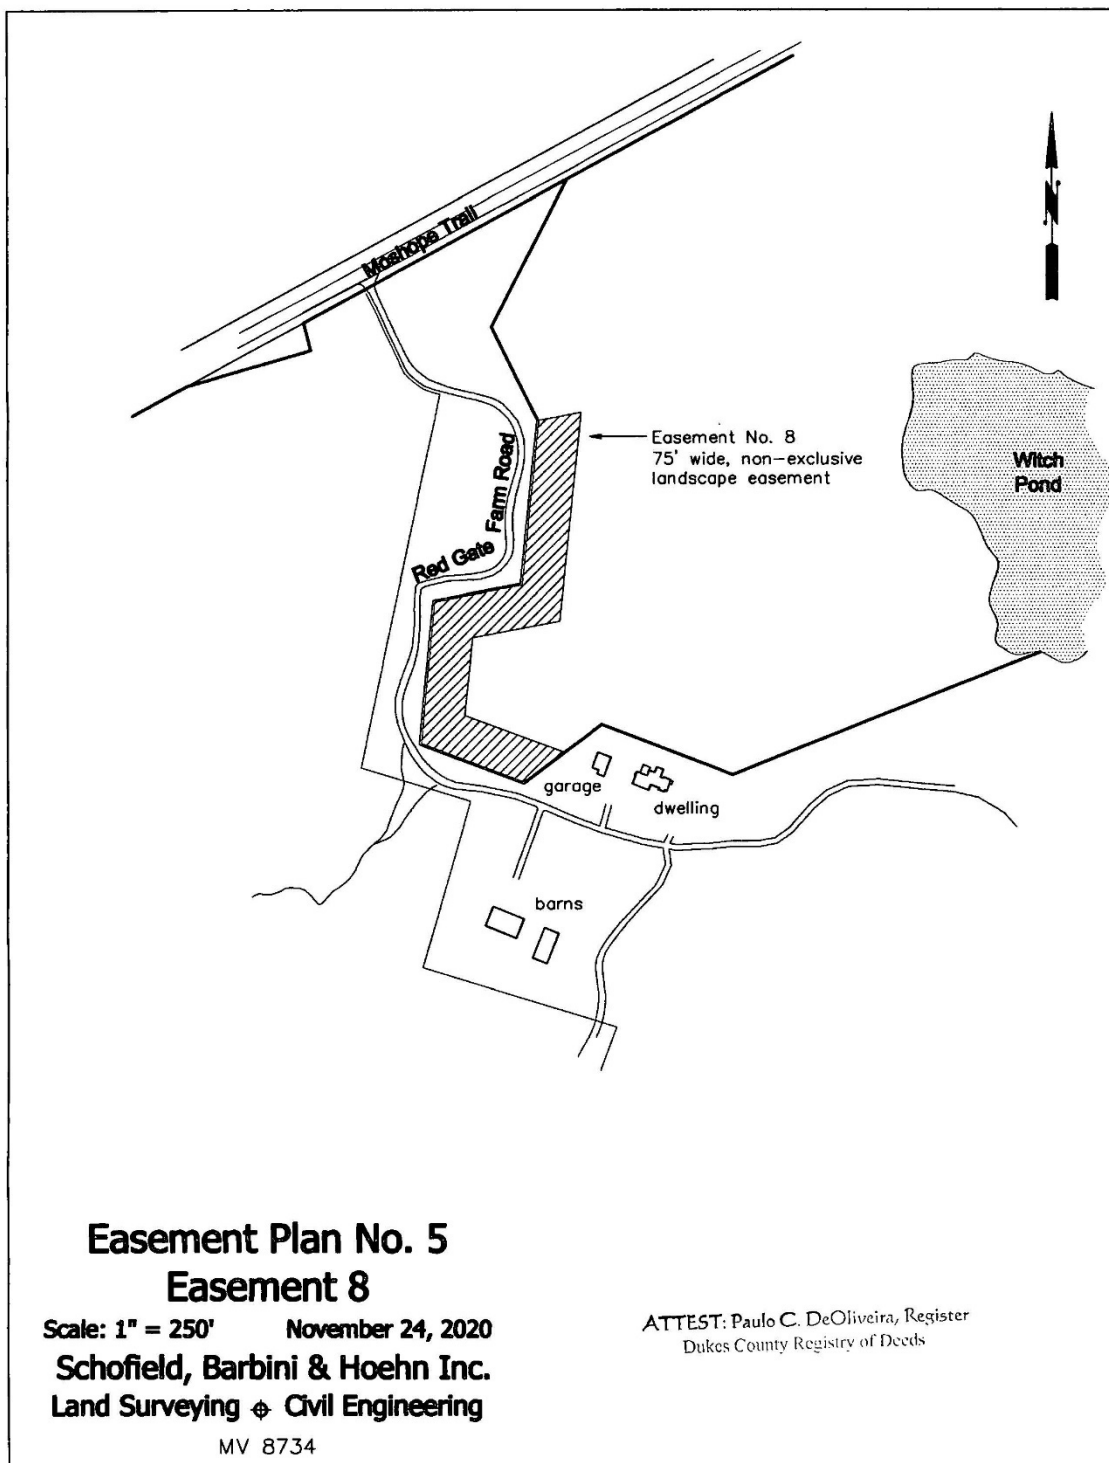 Moshope Trail
Easement No. 8
75' wide, non-exclusive
landscape easement
Witch
Pond
Red Gate Farm Road
garage
dwelling
barns
N
Easement Plan No. 5
Easement 8
Scale: 1" = 250' November 24, 2020
Schofield, Barbini & Hoehn Inc.
Land Surveying Civil Engineering
MV 8734
ATTEST: Paulo C. DeOliveira, Register
Dukes County Registry of Deeds